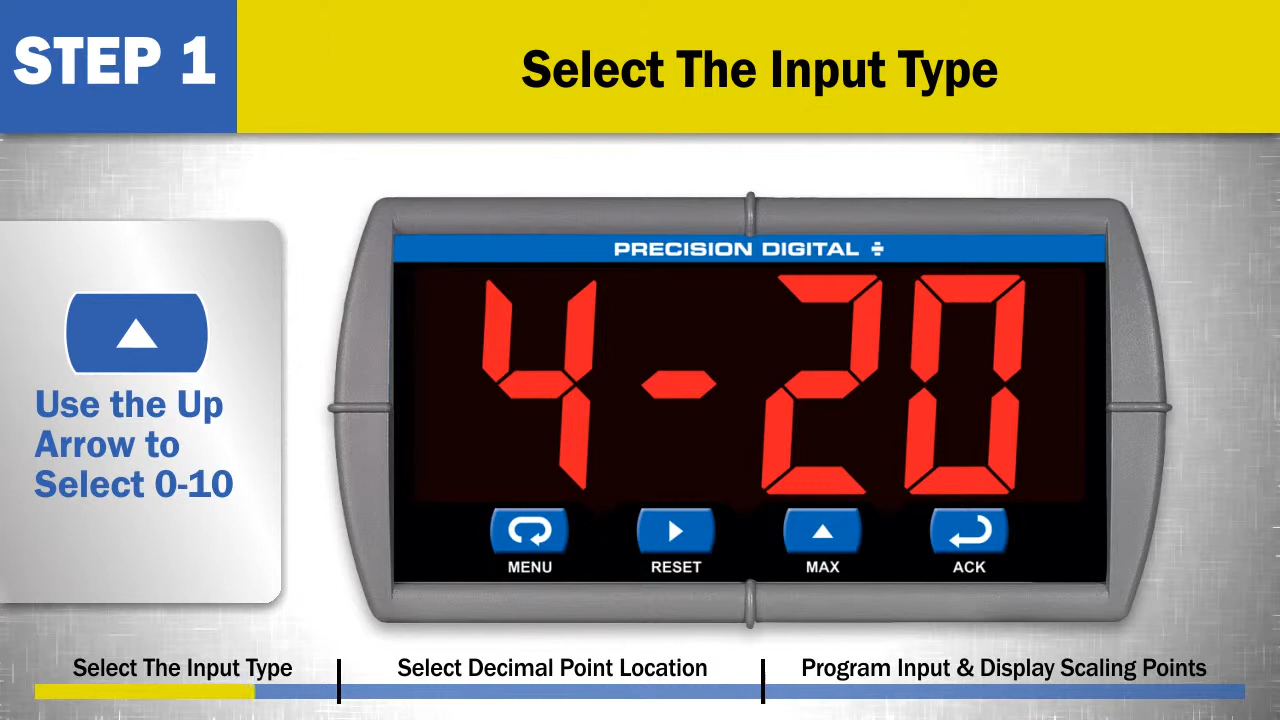 STEP 1
Select The Input Type
Use the Up
Arrow to
Select 0-10
PRECISION DIGITAL
4-20
MENU RESET MAX ACK
Select The Input Type Select Decimal Point Location Program Input & Display Scaling Points